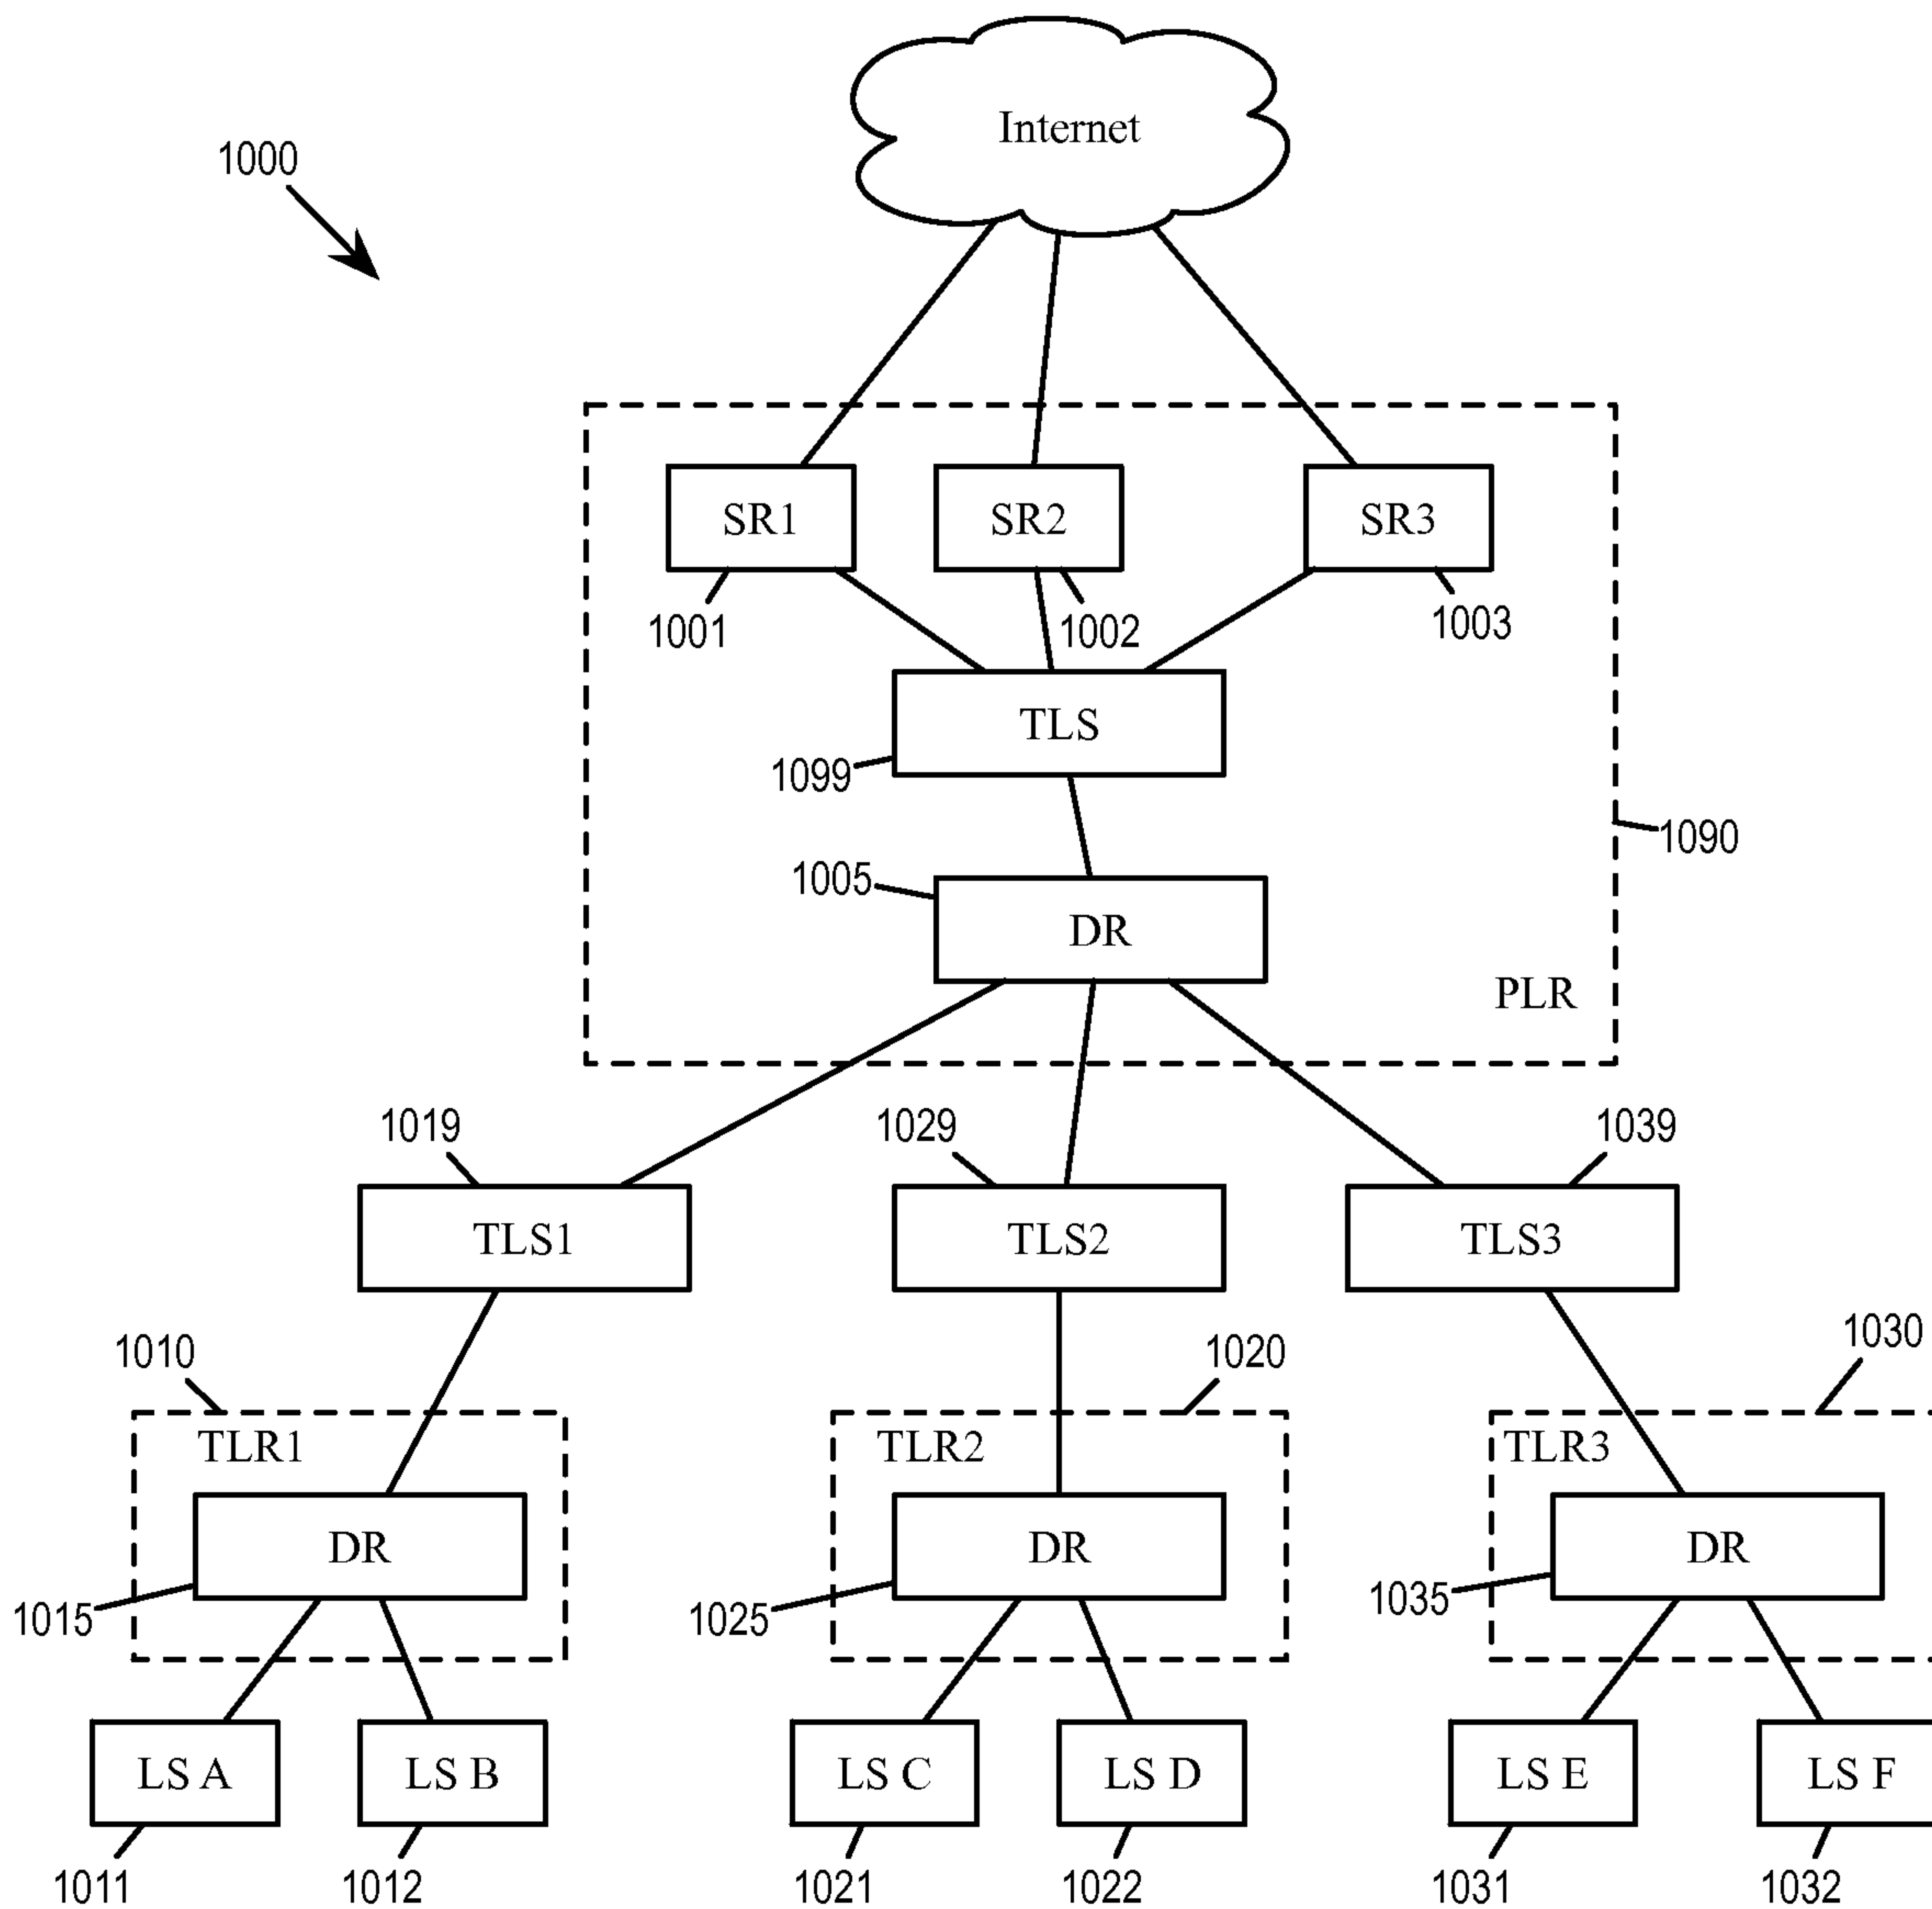 Internet
1000
SR1
SR2
SR3
1001
1002
1003
TLS
1099
1090
1005
DR
PLR
1019
1029
1039
TLS1
TLS2
TLS3
1010
1020
1030
TLR1
TLR2
TLR3
DR
DR
DR
1015
1025
1035
LS A
LS B
LS C
LS D
LS E
LS F
1011
1012
1021
1022
1031
1032